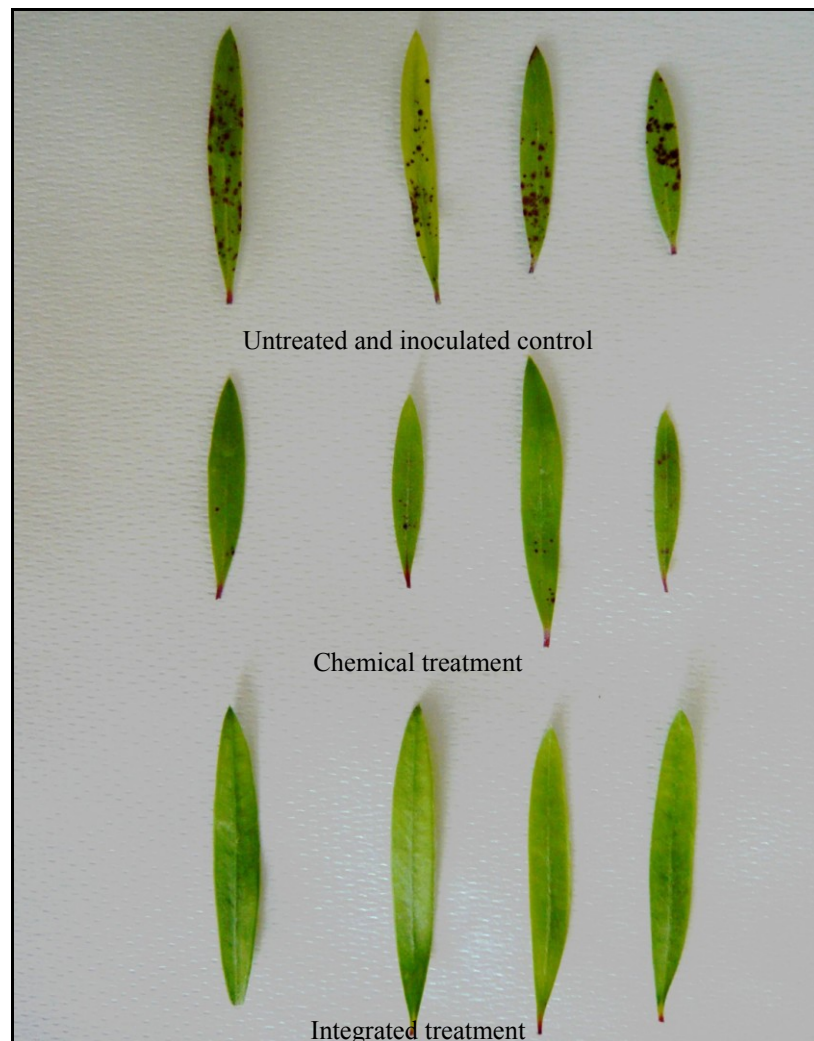 Untreated and inoculated control
Chemical treatment
Integrated treatment